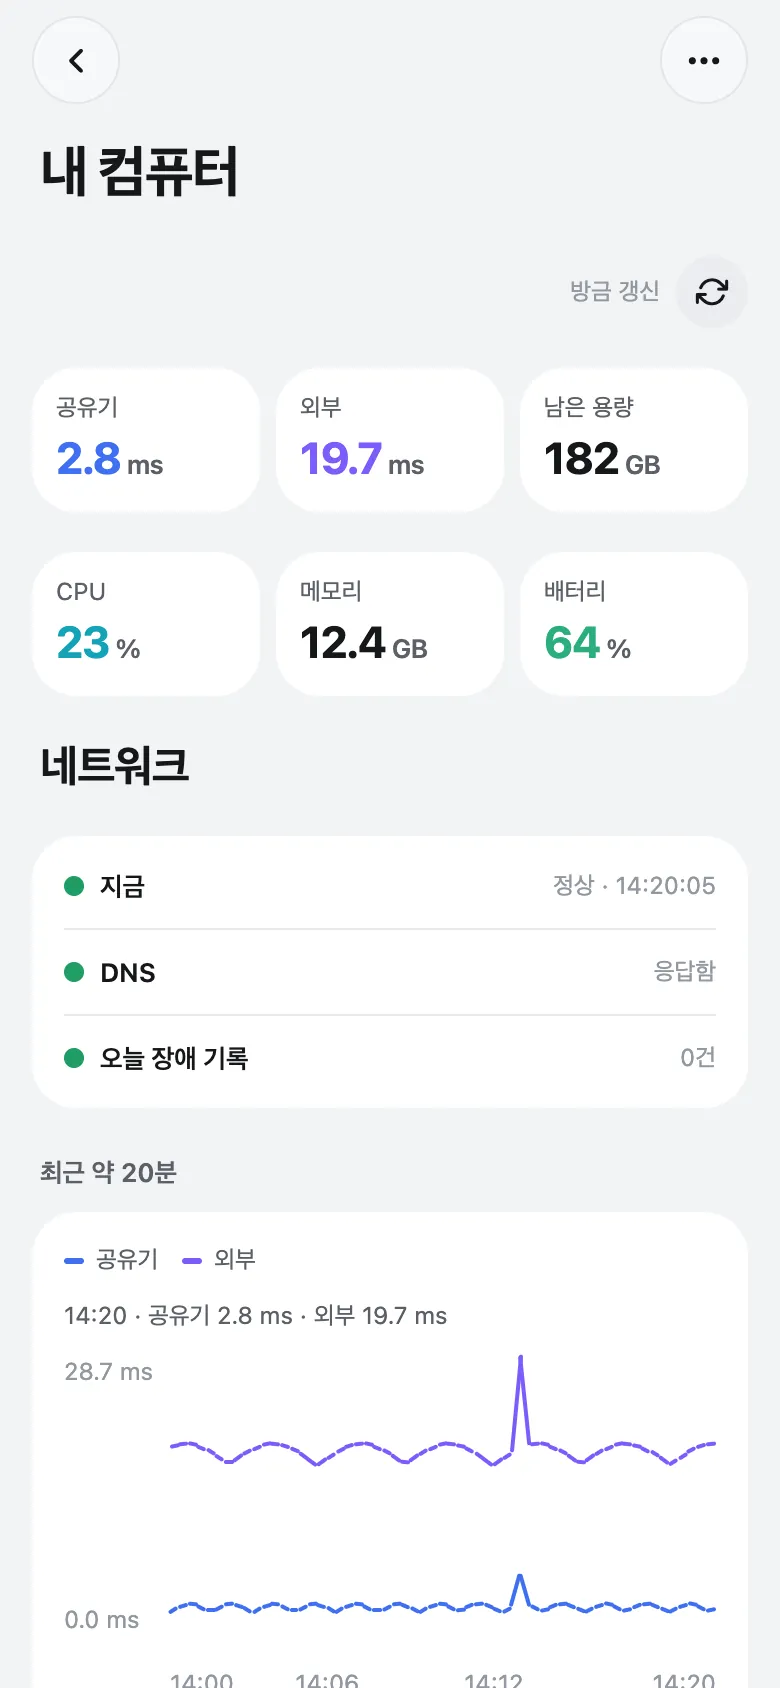 내 컴퓨터
방금 갱신
공유기
2.8 ms
외부
19.7 ms
남은 용량
182 GB
CPU
23 %
메모리
12.4 GB
배터리
64 %
네트워크
지금
정상 · 14:20:05
DNS
응답함
오늘 장애 기록
0건
최근 약 20분
공유기 외부
14:20 · 공유기 2.8 ms · 외부 19.7 ms
28.7 ms
0.0 ms
14:00 14:06 14:12 14:20